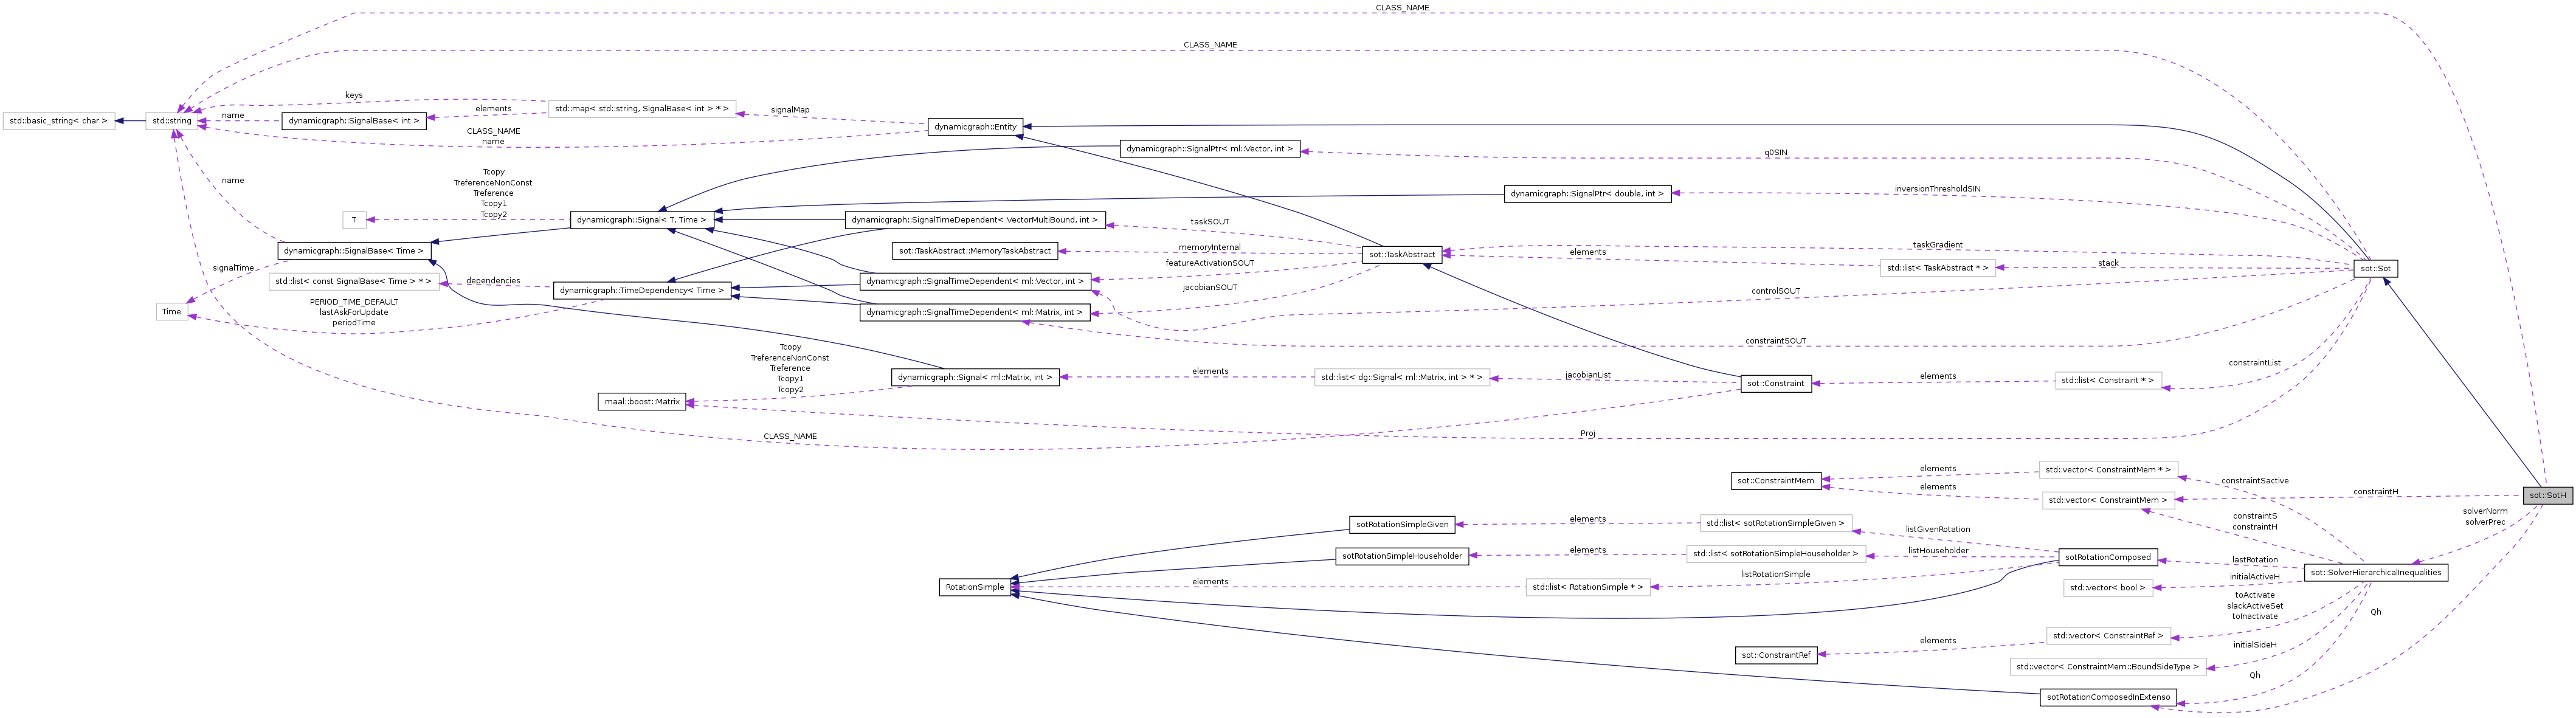 CLASS_NAME
CLASS_NAME
keys
std::map< std::string, SignalBase< int > * >
signalMap
elements
std::basic_string< char >
std::string
name
dynamicgraph::SignalBase< int >
dynamicgraph::Entity
CLASS_NAME
name
dynamicgraph::SignalPtr< ml::Vector, int >
q0SIN
name
Tcopy
TreferenceNonConst
Treference
Tcopy1
Tcopy2
inversionThresholdSIN
dynamicgraph::SignalPtr< double, int >
T
dynamicgraph::Signal< T, Time >
dynamicgraph::SignalTimeDependent< VectorMultiBound, int >
taskSOUT
dynamicgraph::SignalBase< Time >
sot::TaskAbstract::MemoryTaskAbstract
memoryInternal
sot::TaskAbstract
taskGradient
elements
std::list< TaskAbstract * >
stack
sot::Sot
signalTime
std::list< const SignalBase< Time > * >
dependencies
dynamicgraph::TimeDependency< Time >
dynamicgraph::SignalTimeDependent< ml::Vector, int >
featureActivationSOUT
jacobianSOUT
controlSOUT
Time
PERIOD_TIME_DEFAULT
lastAskForUpdate
periodTime
dynamicgraph::SignalTimeDependent< ml::Matrix, int >
constraintSOUT
Tcopy
TreferenceNonConst
Treference
Tcopy1
Tcopy2
constraintList
maal::boost::Matrix
dynamicgraph::Signal< ml::Matrix, int >
elements
std::list< dg::Signal< ml::Matrix, int > * >
jacobianList
sot::Constraint
elements
std::list< Constraint * >
CLASS_NAME
Proj
sot::ConstraintMem
elements
std::vector< ConstraintMem * >
constraintSactive
elements
std::vector< ConstraintMem >
constraintH
sot::SotH
constraintS
constraintH
solverNorm
solverPrec
sotRotationSimpleGiven
elements
std::list< sotRotationSimpleGiven >
listGivenRotation
sotRotationSimpleHouseholder
elements
std::list< sotRotationSimpleHouseholder >
listHouseholder
sotRotationComposed
lastRotation
sot::SolverHierarchicalInequalities
RotationSimple
elements
std::list< RotationSimple * >
listRotationSimple
std::vector< bool >
initialActiveH
toActivate
slackActiveSet
toInactivate
Qh
sot::ConstraintRef
elements
std::vector< ConstraintRef >
initialSideH
std::vector< ConstraintMem::BoundSideType >
Qh
sotRotationComposedInExtenso